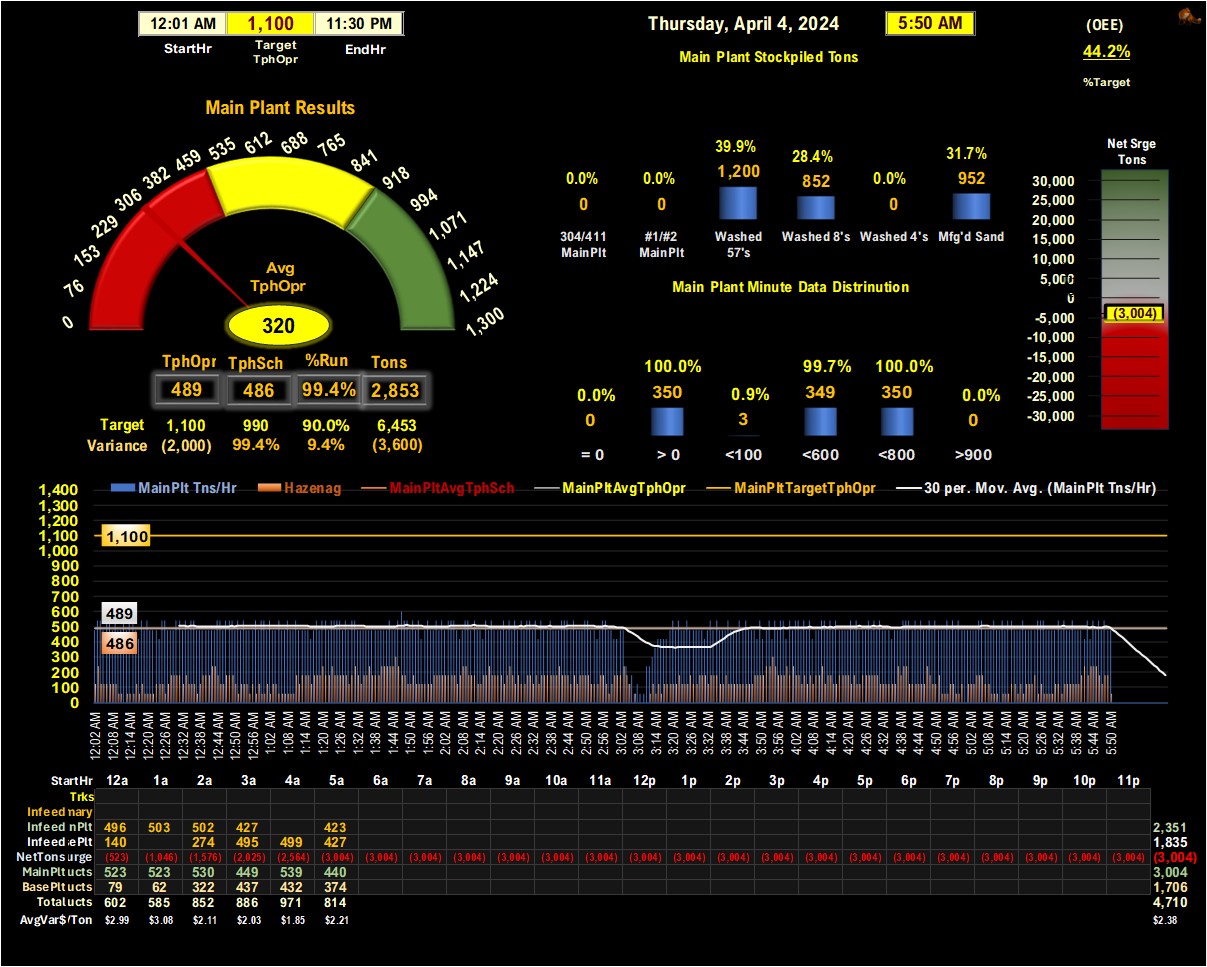 12:01 AM 1,100 11:30 PM
StartHr Target TphOpr EndHr
Thursday, April 4, 2024 5:50 AM
Main Plant Stockpiled Tons
(OEE)
44.2%
%Target
Main Plant Results
0 76 153 229 306 382 459 535 612 688 765 841 918 994 1,071 1,147 1,224 1,300
Avg
TphOpr
320
TphOpr TphSch %Run Tons
489 486 99.4% 2,853
Target 1,100 990 90.0% 6,453
Variance (2,000) 99.4% 9.4% (3,600)
0.0% 0.0% 39.9% 28.4% 0.0% 31.7%
0 0 1,200 852 0 952
304/411 MainPlt #1/#2 MainPlt Washed 57's Washed 8's Washed 4's Mfg'd Sand
Main Plant Minute Data Distrinution
0.0% 100.0% 0.9% 99.7% 100.0% 0.0%
0 350 3 349 350 0
= 0 > 0 <100 <600 <800 >900
Net Srge
Tons
30,000
25,000
20,000
15,000
10,000
5,000
0
(3,004)
-5,000
-10,000
-15,000
-20,000
-25,000
-30,000
MainPlt Tns/Hr Hazenag MainPltAvgTphSch MainPltAvgTphOpr MainPltTargetTphOpr 30 per. Mov. Avg. (MainPlt Tns/Hr)
1,400
1,300
1,200
1,100
1,000
900
800
700
600
500
400
300
200
100
0
1,100
489
486
12:02 AM 12:08 AM 12:14 AM 12:20 AM 12:26 AM 12:32 AM 12:38 AM 12:44 AM 12:50 AM 12:56 AM 1:02 AM 1:08 AM 1:14 AM 1:20 AM 1:26 AM 1:32 AM 1:38 AM 1:44 AM 1:50 AM 1:56 AM 2:02 AM 2:08 AM 2:14 AM 2:20 AM 2:26 AM 2:32 AM 2:38 AM 2:44 AM 2:50 AM 2:56 AM 3:02 AM 3:08 AM 3:14 AM 3:20 AM 3:26 AM 3:32 AM 3:38 AM 3:44 AM 3:50 AM 3:56 AM 4:02 AM 4:08 AM 4:14 AM 4:20 AM 4:26 AM 4:32 AM 4:38 AM 4:44 AM 4:50 AM 4:56 AM 5:02 AM 5:08 AM 5:14 AM 5:20 AM 5:26 AM 5:32 AM 5:38 AM 5:44 AM 5:50 AM
StartHr 12a 1a 2a 3a 4a 5a 6a 7a 8a 9a 10a 11a 12p 1p 2p 3p 4p 5p 6p 7p 8p 9p 10p 11p
Trks
Infeed mary
Infeed nPlt 496 503 502 427 423 2,351
Infeed ePlt 140 274 495 499 427 1,835
NetTons urge (523) (1,046) (1,576) (2,025) (2,564) (3,004) (3,004) (3,004) (3,004) (3,004) (3,004) (3,004) (3,004) (3,004) (3,004) (3,004) (3,004) (3,004) (3,004) (3,004) (3,004) (3,004) (3,004) (3,004) (3,004)
MainPlt ucts 523 523 530 449 539 440 3,004
BasePlt ucts 79 62 322 437 432 374 1,706
Total ucts 602 585 852 886 971 814 4,710
AvgVar$/Ton $2.99 $3.08 $2.11 $2.03 $1.85 $2.21 $2.38